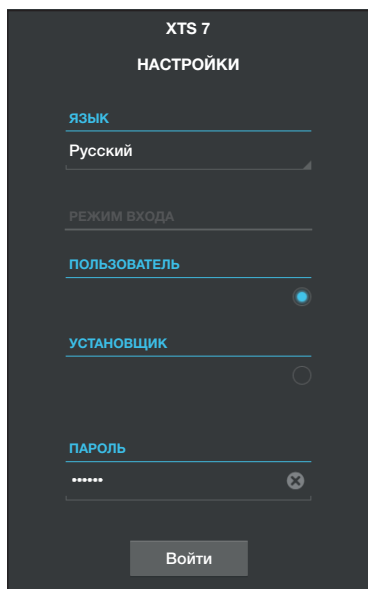 XTS 7
НАСТРОЙКИ
ЯЗЫК
Русский
РЕЖИМ ВХОДА
ПОЛЬЗОВАТЕЛЬ
УСТАНОВЩИК
ПАРОЛЬ
••••••
Войти